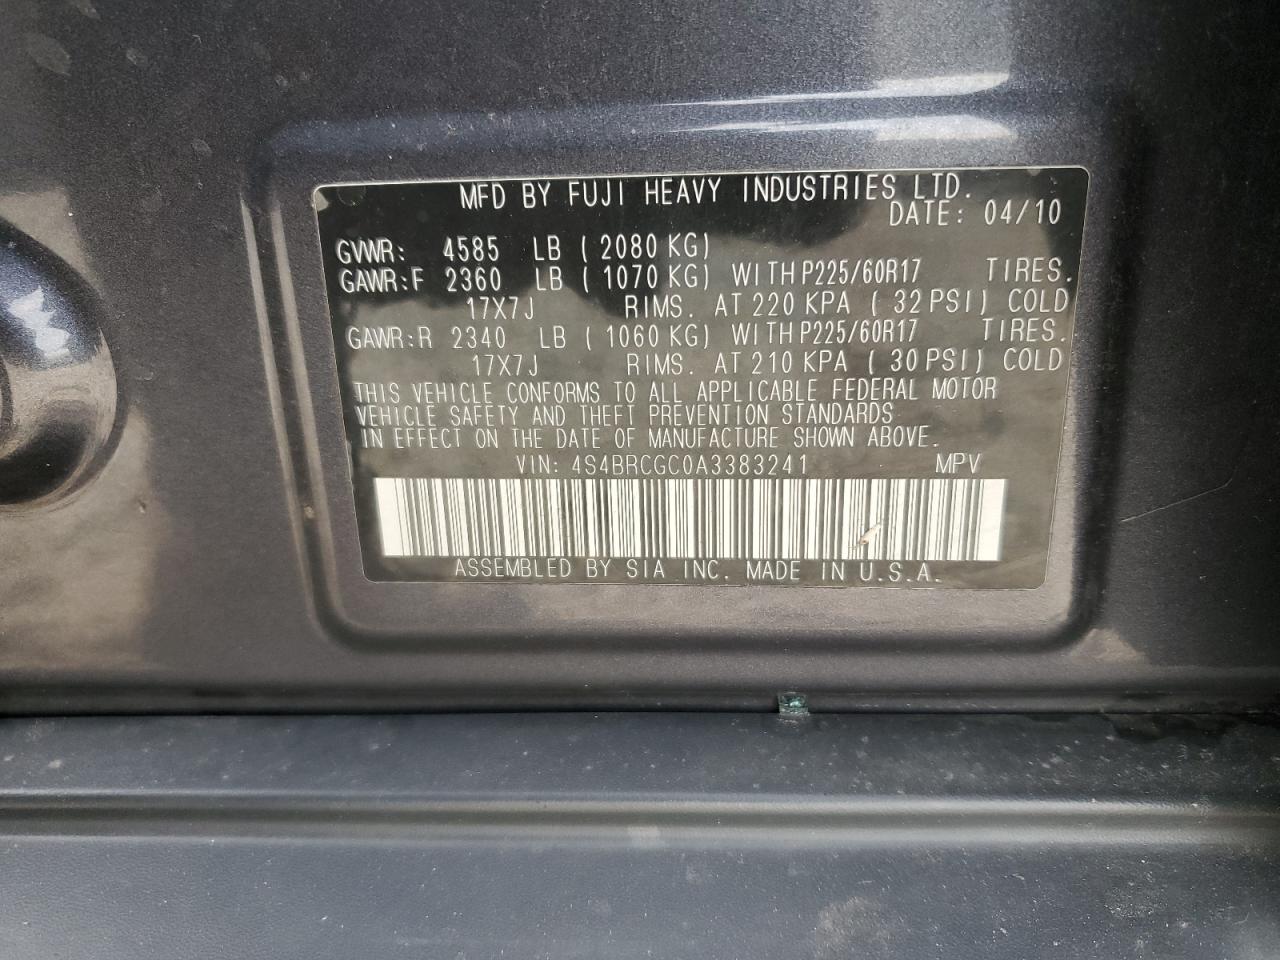 MFD BY FUJI HEAVY INDUSTRIES LTD.
DATE: 04/10
GVWR: 4585 LB ( 2080 KG)
GAWR:F 2360 LB ( 1070 KG) WITH P225/60R17 TIRES.
17X7J RIMS. AT 220 KPA ( 32 PSI) COLD
GAWR:R 2340 LB ( 1060 KG) WITH P225/60R17 TIRES.
17X7J RIMS. AT 210 KPA ( 30 PSI) COLD
THIS VEHICLE CONFORMS TO ALL APPLICABLE FEDERAL MOTOR
VEHICLE SAFETY AND THEFT PREVENTION STANDARDS
IN EFFECT ON THE DATE OF MANUFACTURE SHOWN ABOVE.
VIN: 4S4BRCGC0A3383241 MPV
ASSEMBLED BY SIA INC. MADE IN U.S.A.